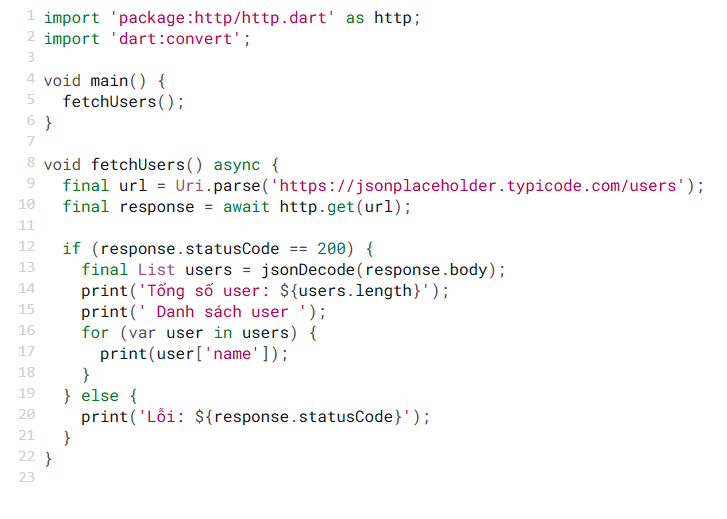 1 import 'package:http/http.dart' as http;
2 import 'dart:convert';
3
4 void main() {
5   fetchUsers();
6 }
7
8 void fetchUsers() async {
9   final url = Uri.parse('https://jsonplaceholder.typicode.com/users');
10   final response = await http.get(url);
11
12   if (response.statusCode == 200) {
13     final List users = jsonDecode(response.body);
14     print('Tổng số user: ${users.length}');
15     print(' Danh sách user ');
16     for (var user in users) {
17       print(user['name']);
18     }
19   } else {
20     print('Lỗi: ${response.statusCode}');
21   }
22 }
23